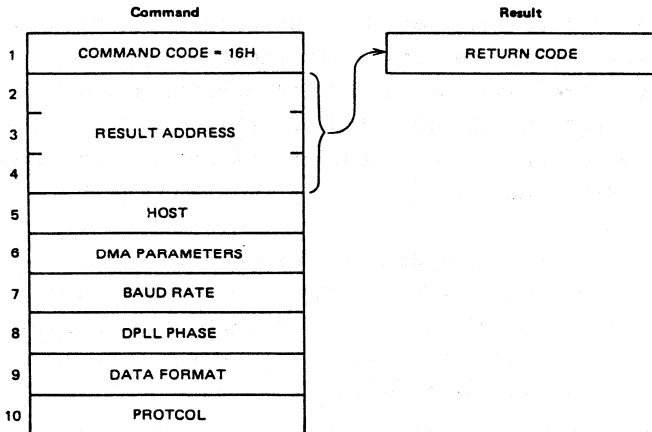 Command
Result
1 COMMAND CODE = 16H
RETURN CODE
2
3 RESULT ADDRESS
4
5 HOST
6 DMA PARAMETERS
7 BAUD RATE
8 DPLL PHASE
9 DATA FORMAT
10 PROTCOL